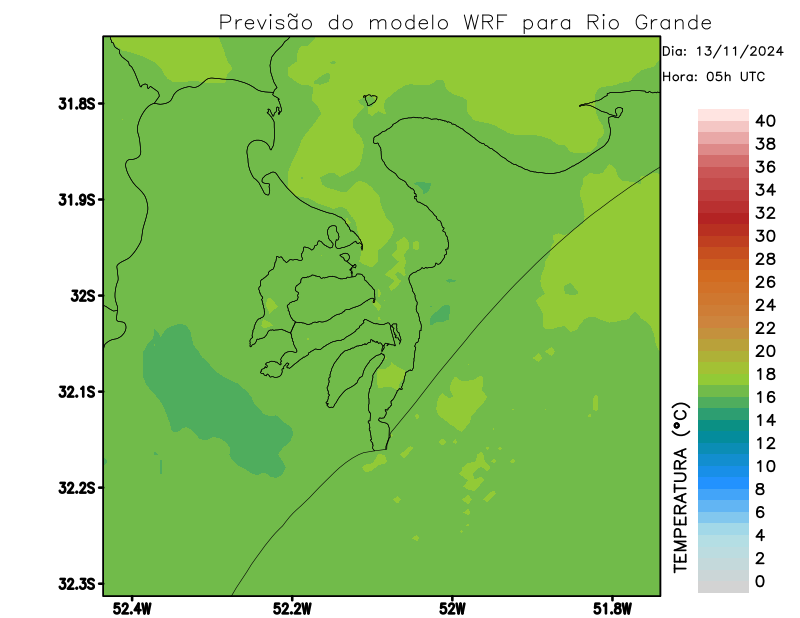 Previsão do modelo WRF para Rio Grande
Dia: 13/11/2024
Hora: 05h UTC
31.8S
31.9S
32S
32.1S
32.2S
32.3S
52.4W
52.2W
52W
51.8W
TEMPERATURA (°C)
40
38
36
34
32
30
28
26
24
22
20
18
16
14
12
10
8
6
4
2
0